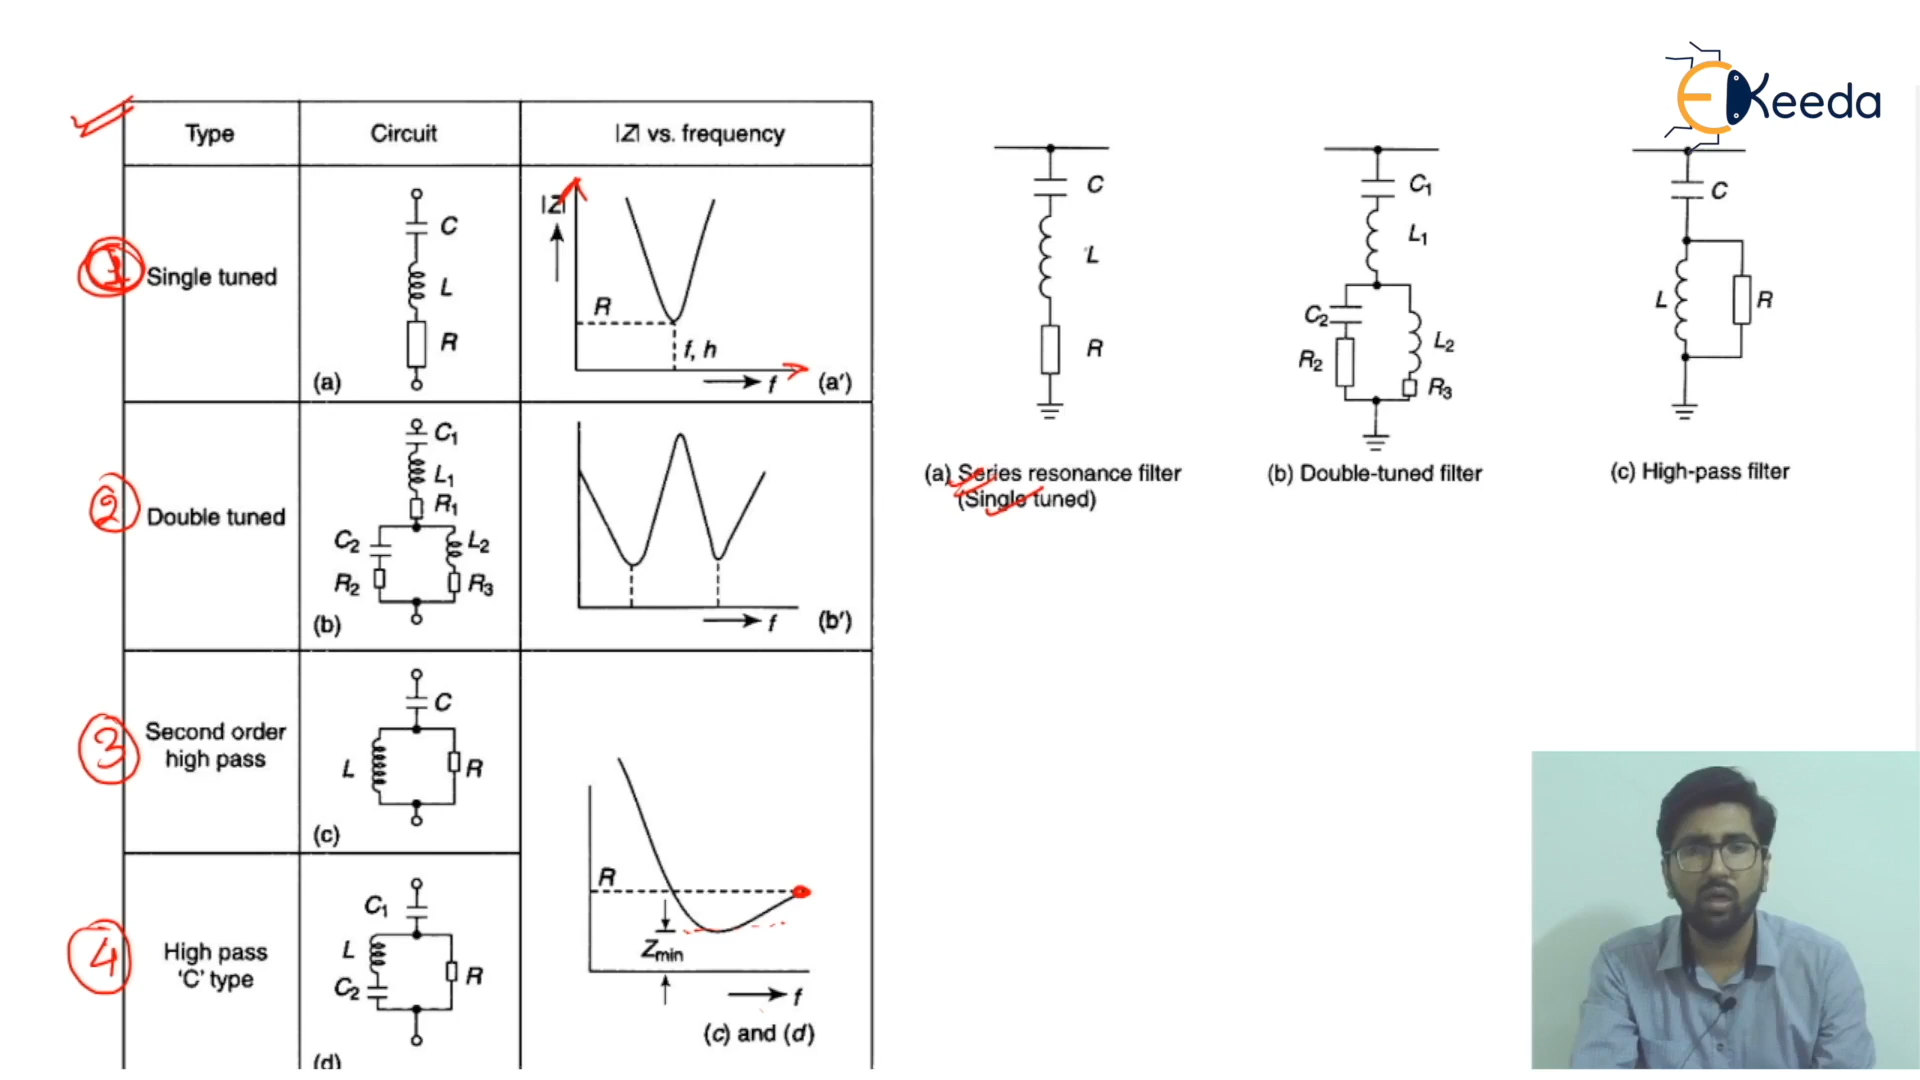 EKeeda
Type
Circuit
|Z| vs. frequency
1
Single tuned
C
L
R
(a)
|Z|
R
f, h
f
(a′)
2
Double tuned
C1
L1
R1
C2
L2
R2
R3
(b)
f
(b′)
3
Second order
high pass
C
L
R
(c)
4
High pass
‘C’ type
C1
L
C2
R
(d)
R
Zmin
f
(c) and (d)
C
L
R
(a) Series resonance filter
(Single tuned)
C1
L1
C2
L2
R2
R3
(b) Double-tuned filter
C
L
R
(c) High-pass filter